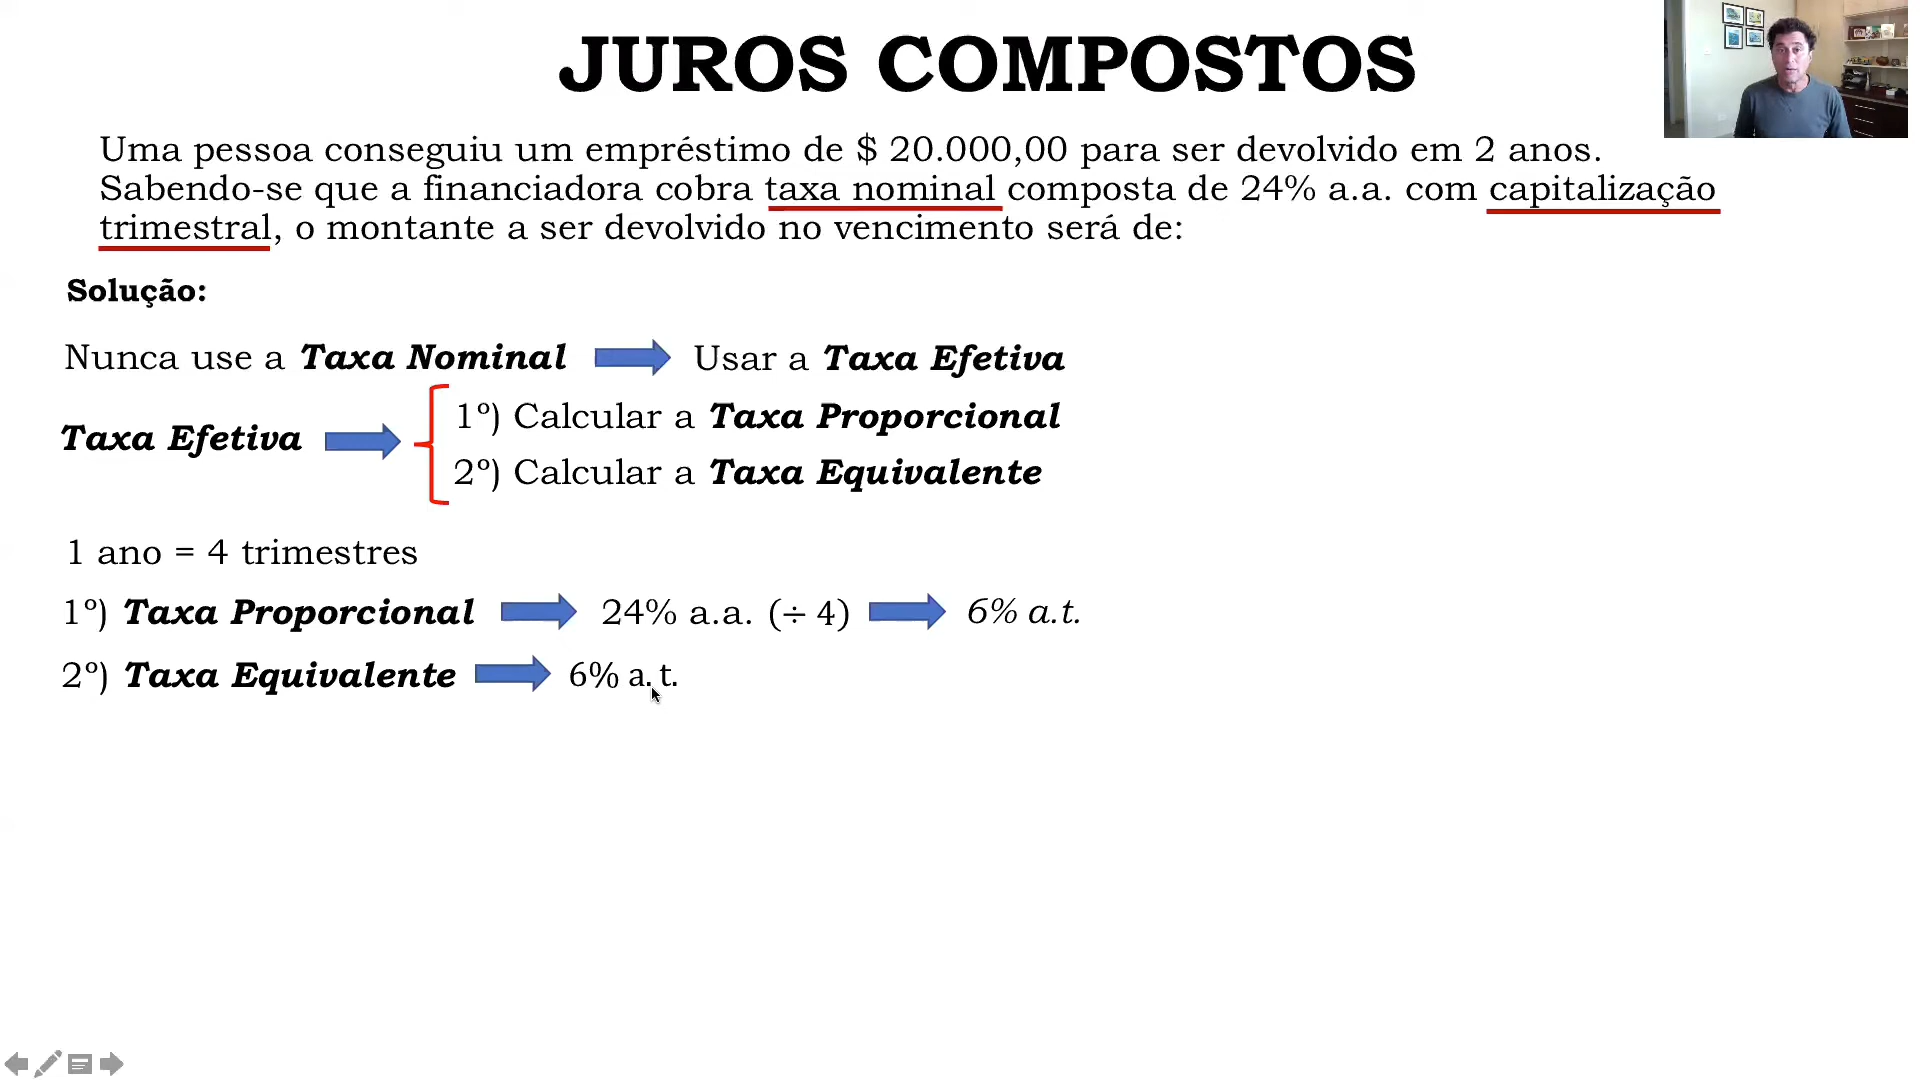 JUROS COMPOSTOS
Uma pessoa conseguiu um empréstimo de $ 20.000,00 para ser devolvido em 2 anos.
Sabendo-se que a financiadora cobra taxa nominal composta de 24% a.a. com capitalização
trimestral, o montante a ser devolvido no vencimento será de:
Solução:
Nunca use a Taxa Nominal Usar a Taxa Efetiva
Taxa Efetiva
1º) Calcular a Taxa Proporcional
2º) Calcular a Taxa Equivalente
1 ano = 4 trimestres
1º) Taxa Proporcional 24% a.a. (÷ 4) 6% a.t.
2º) Taxa Equivalente 6% a. t.